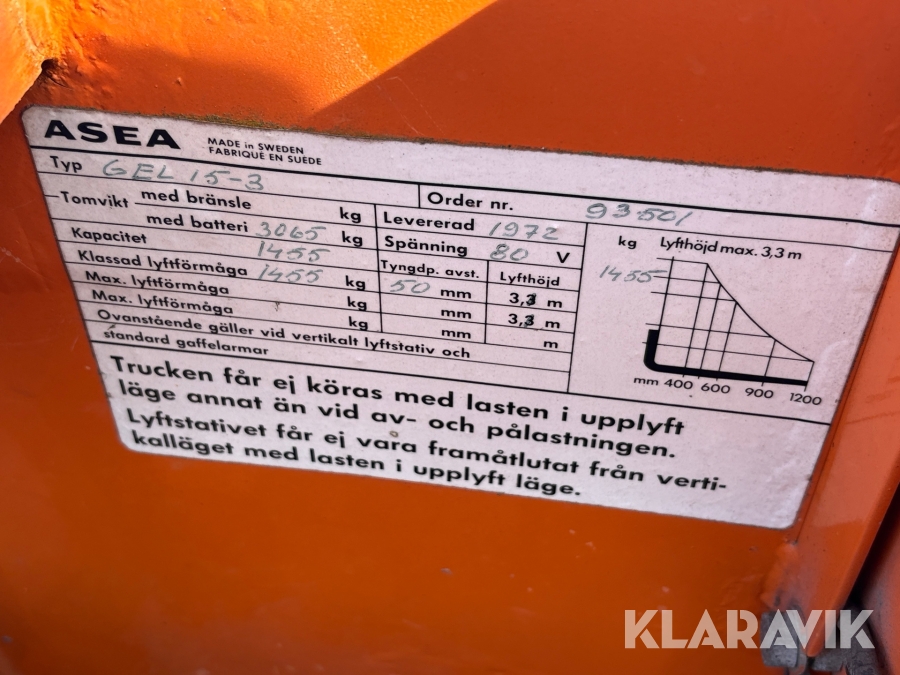 ASEA MADE in SWEDEN
FABRIQUE EN SUÈDE
Typ GEL 15-3 Order nr. 93501
Tomvikt med bränsle kg Levererad 1972
med batteri 3065 kg Spänning 80 V
Kapacitet 1455 Tyngdp. avst. Lyfthöjd
Klassad lyftförmåga 1455 kg 50 mm 3,3 m
Max. lyftförmåga kg mm 3,3 m
Max. lyftförmåga kg mm m
Ovanstående gäller vid vertikalt lyftstativ och
standard gaffelarmar
kg Lyfthöjd max. 3,3 m
1455
mm 400 600 900 1200
Trucken får ej köras med lasten i upplyft
läge annat än vid av- och pålastningen.
Lyftstativet får ej vara framåtlutat från verti-
kalläget med lasten i upplyft läge.
KLARAVIK